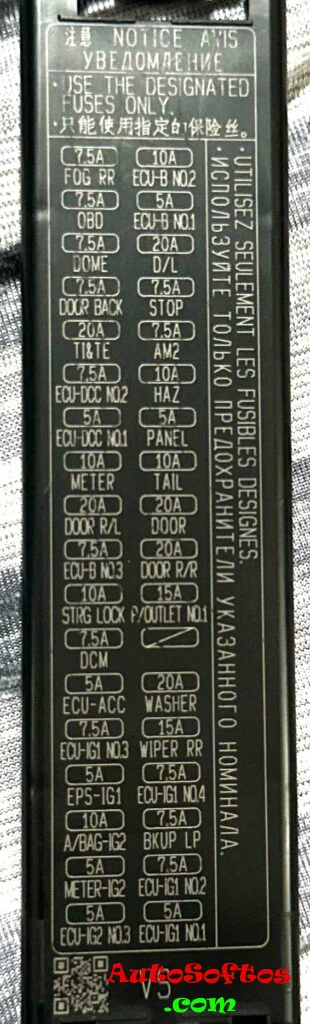 注意 NOTICE AVIS
УВЕДОМЛЕНИЕ
・USE THE DESIGNATED
FUSES ONLY.
・只能使用指定的保险丝。
7.5A 10A
FOG RR ECU-B NO.2
7.5A 5A
OBD ECU-B NO.1
7.5A 20A
DOME D/L
7.5A 7.5A
DOOR BACK STOP
20A 7.5A
TI&TE AM2
7.5A 10A
ECU-DCC NO.2 HAZ
5A 5A
ECU-DCC NO.1 PANEL
10A 10A
METER TAIL
20A 20A
DOOR R/L DOOR
7.5A 20A
ECU-B NO.3 DOOR R/R
10A 15A
STRG LOCK P/OUTLET NO.1
7.5A
DCM
5A 20A
ECU-ACC WASHER
7.5A 15A
ECU-IG1 NO.3 WIPER RR
5A 7.5A
EPS-IG1 ECU-IG1 NO.4
10A 7.5A
A/BAG-IG2 BKUP LP
5A 7.5A
METER-IG2 ECU-IG1 NO.2
5A 5A
ECU-IG2 NO.3 ECU-IG1 NO.1
・UTILISEZ SEULEMENT LES FUSIBLES DESIGNES.
・ИСПОЛЬЗУЙТЕ ТОЛЬКО ПРЕДОХРАНИТЕЛИ УКАЗАННОГО НОМИНАЛА.
V5
AutoSoftos
.com